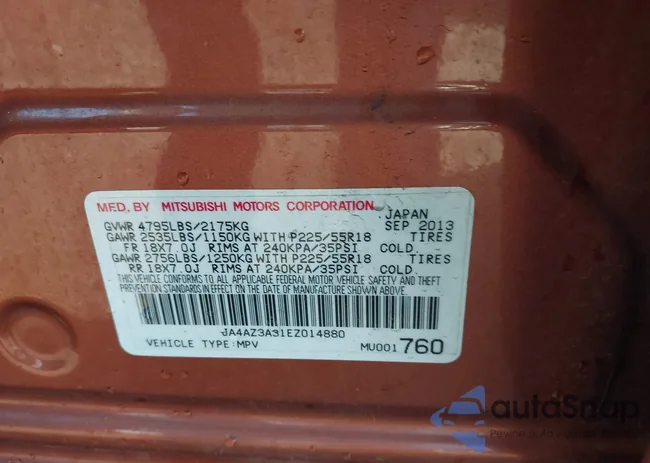 MFD. BY MITSUBISHI MOTORS CORPORATION JAPAN
GVWR 4795LBS/2175KG SEP 2013
GAWR 2535LBS/1150KG WITH P225/55R18 TIRES
FR 18X7.0J RIMS AT 240KPA/35PSI COLD.
GAWR 2756LBS/1250KG WITH P225/55R18 TIRES
RR 18X7.0J RIMS AT 240KPA/35PSI COLD.
THIS VEHICLE CONFORMS TO ALL APPLICABLE FEDERAL MOTOR VEHICLE SAFETY AND THEFT
PREVENTION STANDARDS IN EFFECT ON THE DATE OF MANUFACTURE SHOWN ABOVE.
JA4AZ3A31EZ014880
VEHICLE TYPE:MPV MU001760
autoSnap